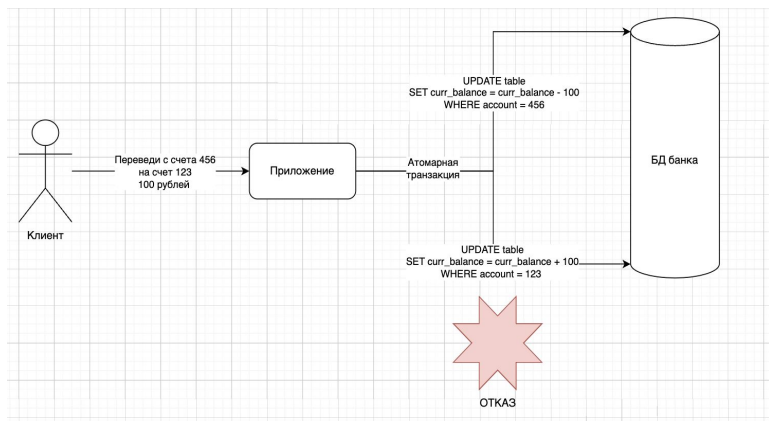 UPDATE table
SET curr_balance = curr_balance - 100
WHERE account = 456
Переведи с счета 456
на счет 123
100 рублей
Приложение
Атомарная
транзакция
БД банка
Клиент
UPDATE table
SET curr_balance = curr_balance + 100
WHERE account = 123
ОТКАЗ